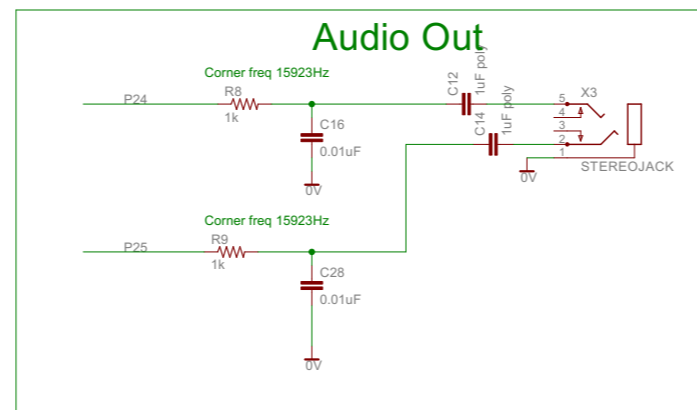 Audio Out
Corner freq 15923Hz
P24
R8
1k
C16
0.01uF
0V
C12
1uF poly
C14
1uF poly
5
4
3
2
1
X3
STEREOJACK
0V
Corner freq 15923Hz
P25
R9
1k
C28
0.01uF
0V